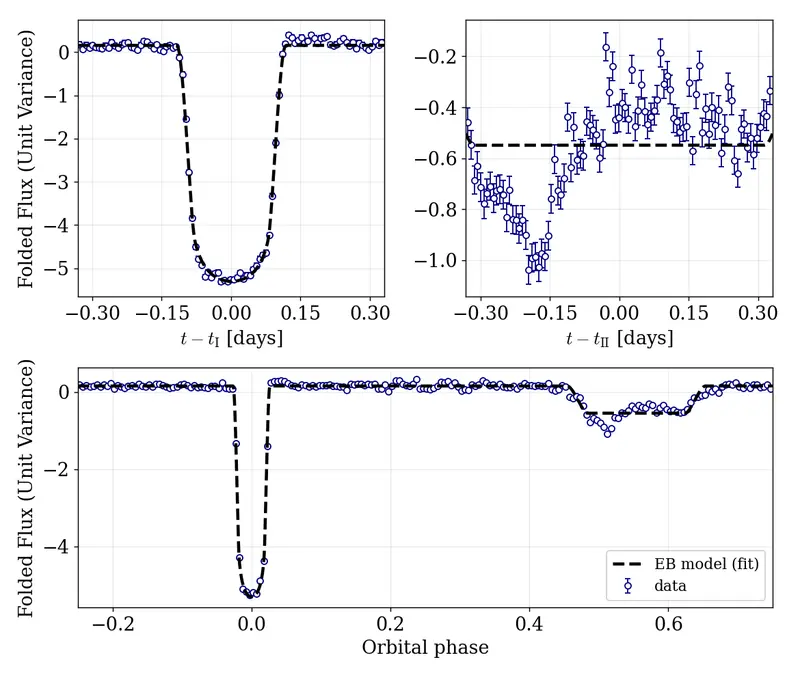 Folded Flux (Unit Variance)
0
−1
−2
−3
−4
−5
−0.30 −0.15 0.00 0.15 0.30
t − tI [days]
−0.2
−0.4
−0.6
−0.8
−1.0
−0.30 −0.15 0.00 0.15 0.30
t − tII [days]
Folded Flux (Unit Variance)
0
−2
−4
−0.2 0.0 0.2 0.4 0.6
Orbital phase
EB model (fit)
data